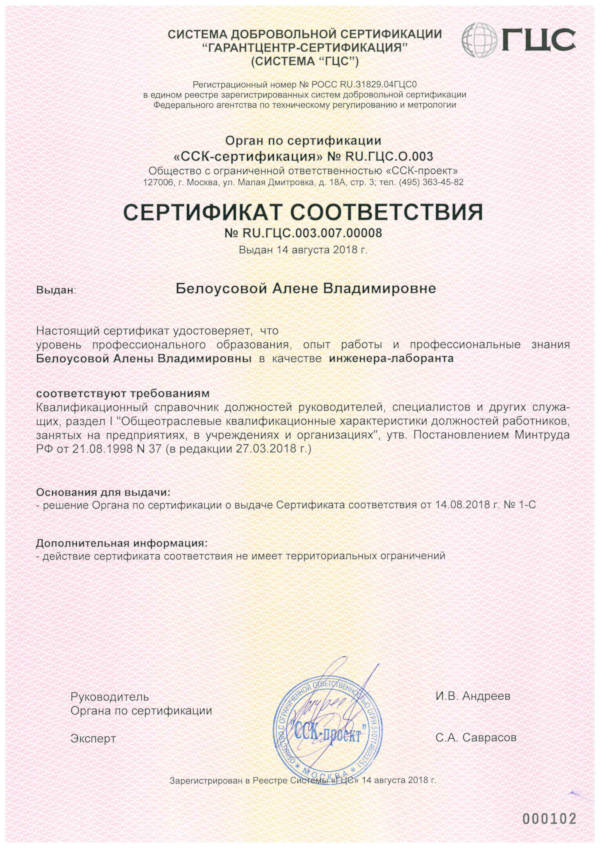 СИСТЕМА ДОБРОВОЛЬНОЙ СЕРТИФИКАЦИИ
“ГАРАНТЦЕНТР-СЕРТИФИКАЦИЯ”
(СИСТЕМА “ГЦС”)
ГЦС
Регистрационный номер № РОСС RU.31829.04ГЦС0
в едином реестре зарегистрированных систем добровольной сертификации
Федерального агентства по техническому регулированию и метрологии
Орган по сертификации
«ССК-сертификация» № RU.ГЦС.О.003
Общество с ограниченной ответственностью «ССК-проект»
127006, г. Москва, ул. Малая Дмитровка, д. 18А, стр. 3; тел. (495) 363-45-82
СЕРТИФИКАТ СООТВЕТСТВИЯ
№ RU.ГЦС.003.007.00008
Выдан 14 августа 2018 г.
Выдан: Белоусовой Алене Владимировне
Настоящий сертификат удостоверяет, что
уровень профессионального образования, опыт работы и профессиональные знания
Белоусовой Алены Владимировны в качестве инженера-лаборанта
соответствуют требованиям
Квалификационный справочник должностей руководителей, специалистов и других служа-
щих, раздел I "Общеотраслевые квалификационные характеристики должностей работников,
занятых на предприятиях, в учреждениях и организациях", утв. Постановлением Минтруда
РФ от 21.08.1998 N 37 (в редакции 27.03.2018 г.)
Основания для выдачи:
- решение Органа по сертификации о выдаче Сертификата соответствия от 14.08.2018 г. № 1-С
Дополнительная информация:
- действие сертификата соответствия не имеет территориальных ограничений
Руководитель
Органа по сертификации
И.В. Андреев
Эксперт
С.А. Саврасов
ССК-проект
МОСКВА
Зарегистрирован в Реестре Системы «ГЦС» 14 августа 2018 г.
000102